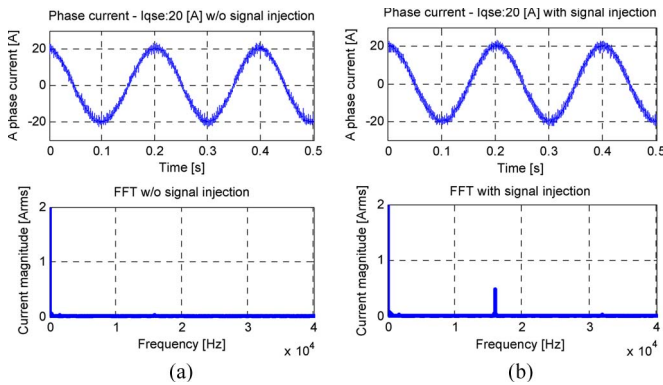 Phase current - Iqse:20 [A] w/o signal injection
A phase current [A]
20
0
-20
0
0.1
0.2
0.3
0.4
0.5
Time [s]
FFT w/o signal injection
Current magnitude [Arms]
2
1
0
0
1
2
3
4
Frequency [Hz]
x 10^4
(a)
Phase current - Iqse:20 [A] with signal injection
A phase current [A]
20
0
-20
0
0.1
0.2
0.3
0.4
0.5
Time [s]
FFT with signal injection
Current magnitude [Arms]
2
1
0
0
1
2
3
4
Frequency [Hz]
x 10^4
(b)